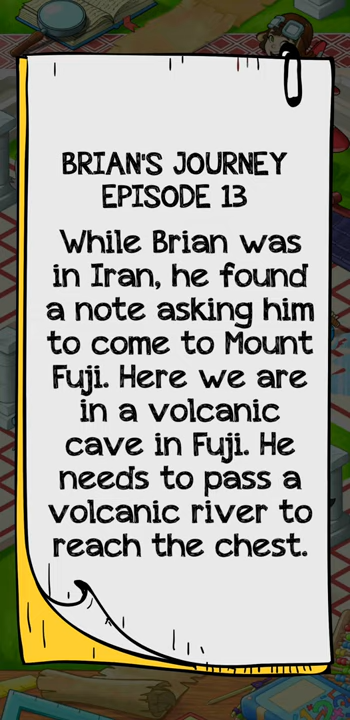 BRIAN'S JOURNEY
EPISODE 13
While Brian was
in Iran, he found
a note asking him
to come to Mount
Fuji. Here we are
in a volcanic
cave in Fuji. He
needs to pass a
volcanic river to
reach the chest.